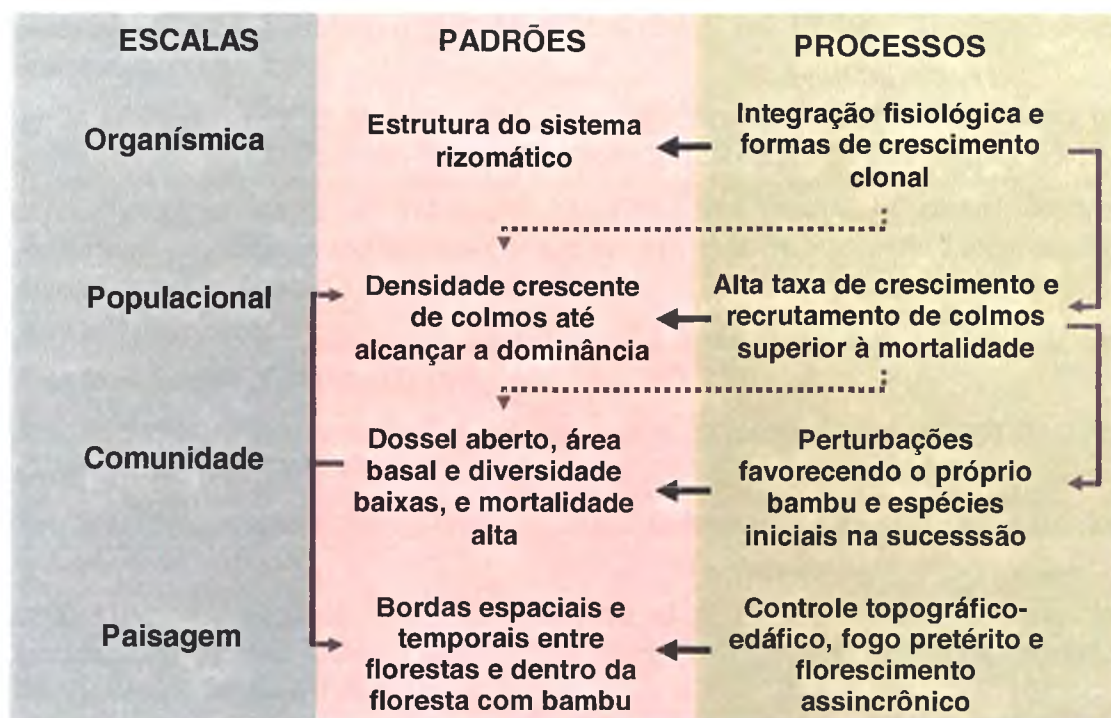 ESCALAS
PADRÕES
PROCESSOS
Organísmica
Estrutura do sistema
rizomático
Integração fisiológica e
formas de crescimento
clonal
Populacional
Densidade crescente
de colmos até
alcançar a dominância
Alta taxa de crescimento e
recrutamento de colmos
superior à mortalidade
Comunidade
Dossel aberto, área
basal e diversidade
baixas, e mortalidade
alta
Perturbações
favorecendo o próprio
bambu e espécies
iniciais na sucesssão
Paisagem
Bordas espaciais e
temporais entre
florestas e dentro da
floresta com bambu
Controle topográfico-
edáfico, fogo pretérito e
florescimento
assincrônico